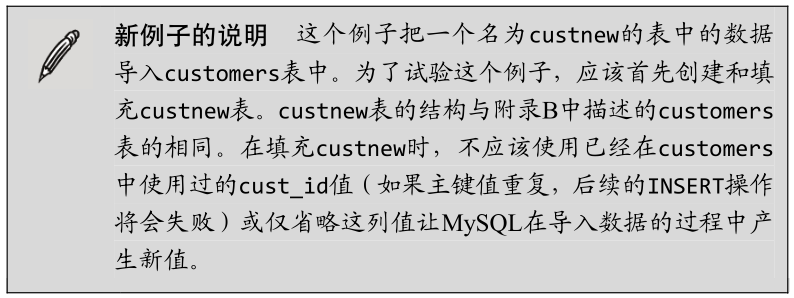 新例子的说明 这个例子把一个名为custnew的表中的数据
导入customers表中。为了试验这个例子，应该首先创建和填
充custnew表。custnew表的结构与附录B中描述的customers
表的相同。在填充custnew时，不应该使用已经在customers
中使用过的cust_id值（如果主键值重复，后续的INSERT操作
将会失败）或仅省略这列值让MySQL在导入数据的过程中产
生新值。